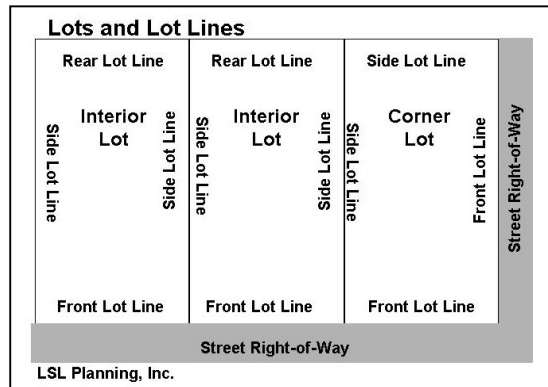 Lots and Lot Lines
Rear Lot Line
Rear Lot Line
Side Lot Line
Interior
Lot
Interior
Lot
Corner
Lot
Side Lot Line
Side Lot Line
Side Lot Line
Side Lot Line
Side Lot Line
Front Lot Line
Street Right-of-Way
Front Lot Line
Front Lot Line
Front Lot Line
Street Right-of-Way
LSL Planning, Inc.